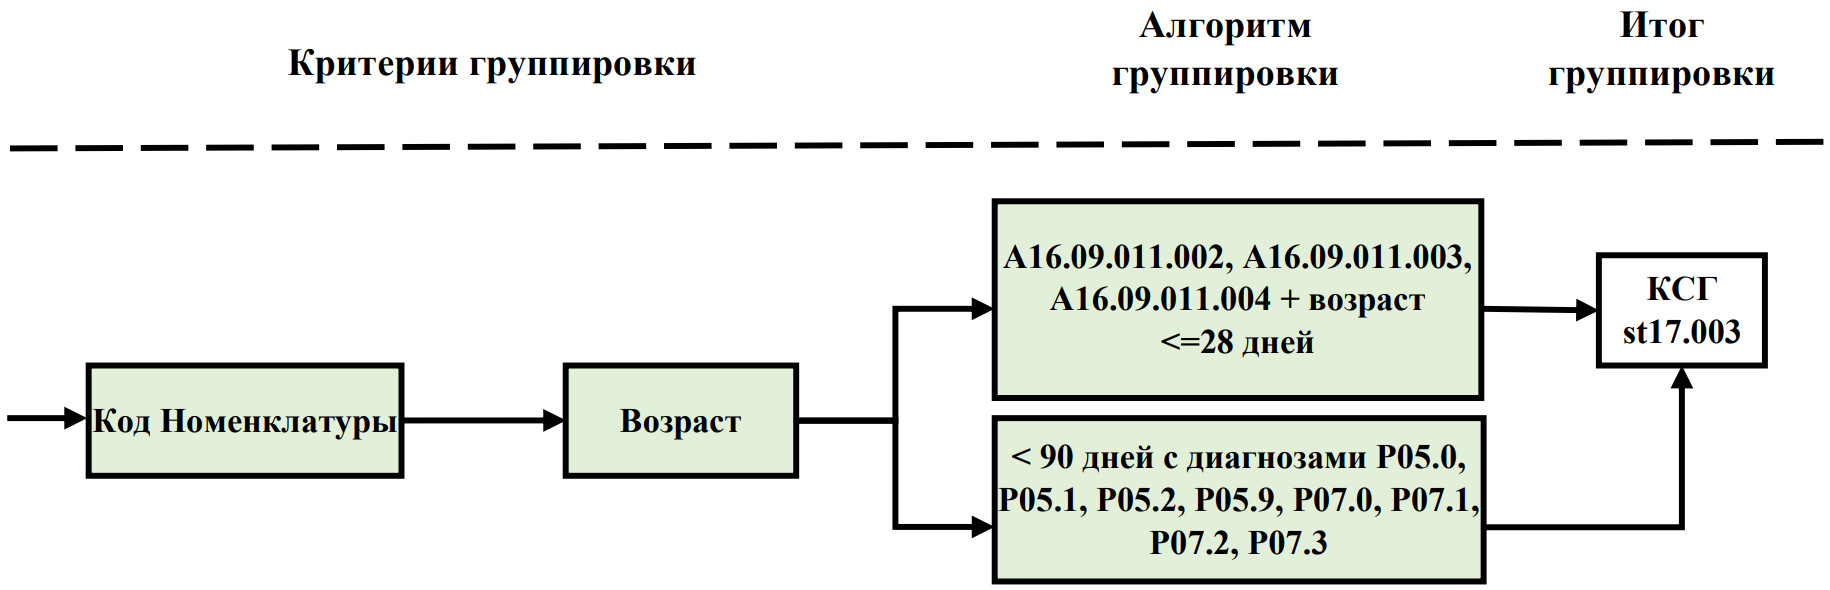 Критерии группировки
Алгоритм
группировки
Итог
группировки
Код Номенклатуры
Возраст
А16.09.011.002, А16.09.011.003,
А16.09.011.004 + возраст
<=28 дней
< 90 дней с диагнозами Р05.0,
Р05.1, Р05.2, Р05.9, Р07.0, Р07.1,
Р07.2, Р07.3
КСГ
st17.003